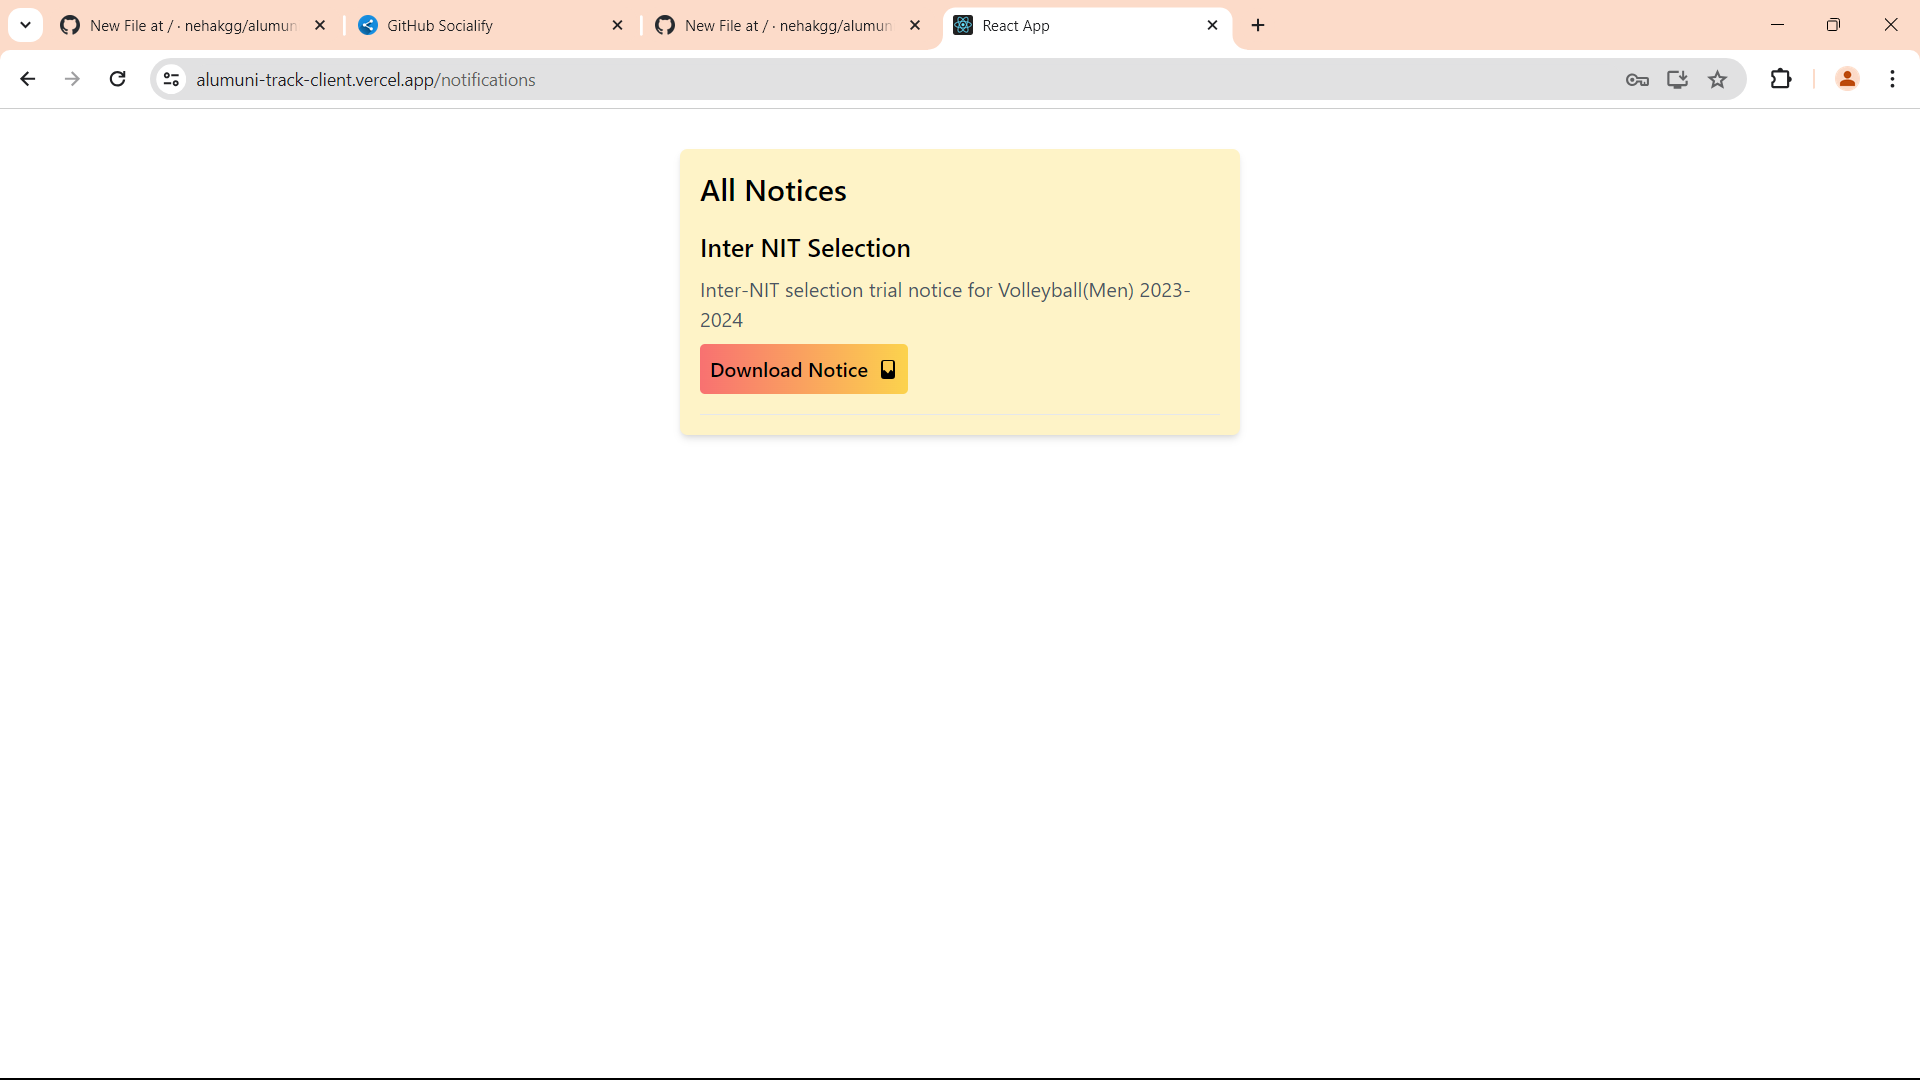 New File at / · nehakgg/alumun
GitHub Socialify
New File at / · nehakgg/alumun
React App
alumuni-track-client.vercel.app/notifications
All Notices
Inter NIT Selection
Inter-NIT selection trial notice for Volleyball(Men) 2023-
2024
Download Notice